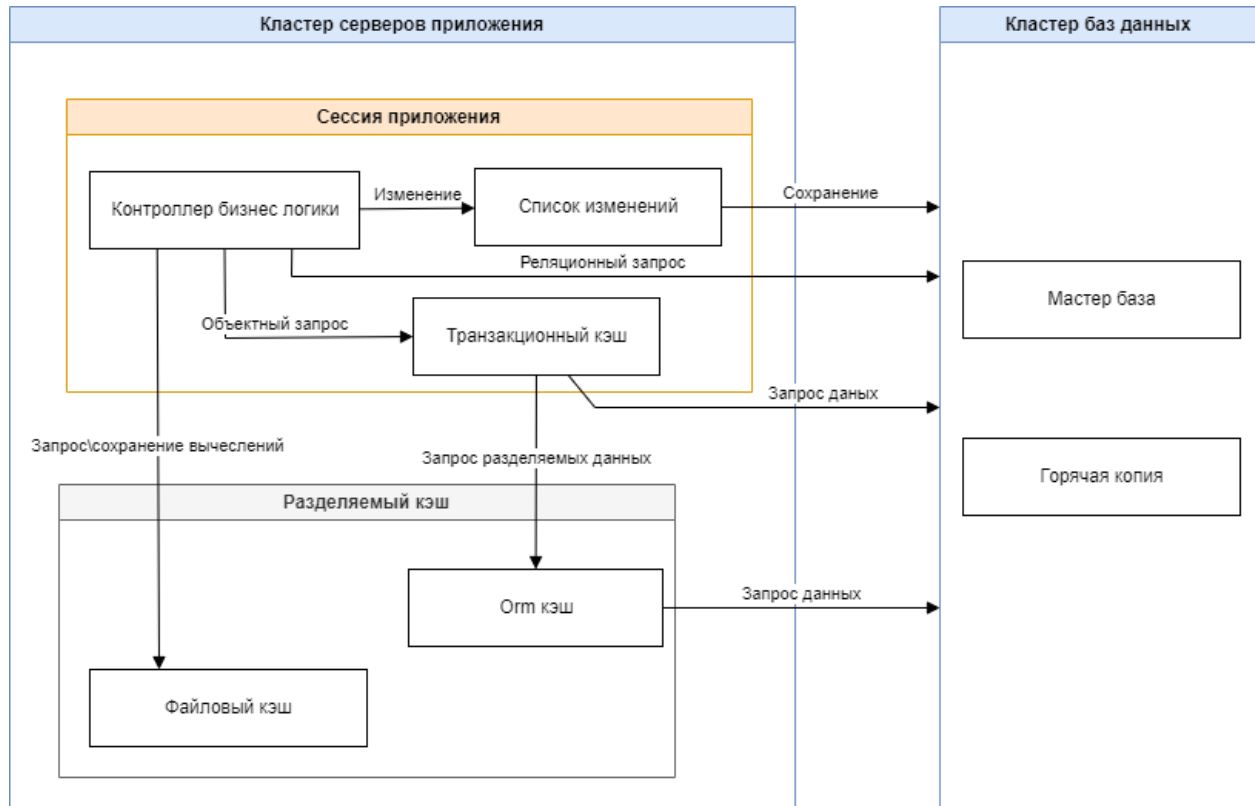 Кластер серверов приложения
Кластер баз данных
Сессия приложения
Контроллер бизнес логики
Изменение
Список изменений
Сохранение
Реляционный запрос
Мастер база
Объектный запрос
Транзакционный кэш
Запрос даных
Запрос\сохранение вычеслений
Запрос разделяемых данных
Горячая копия
Разделяемый кэш
Orm кэш
Запрос данных
Файловый кэш